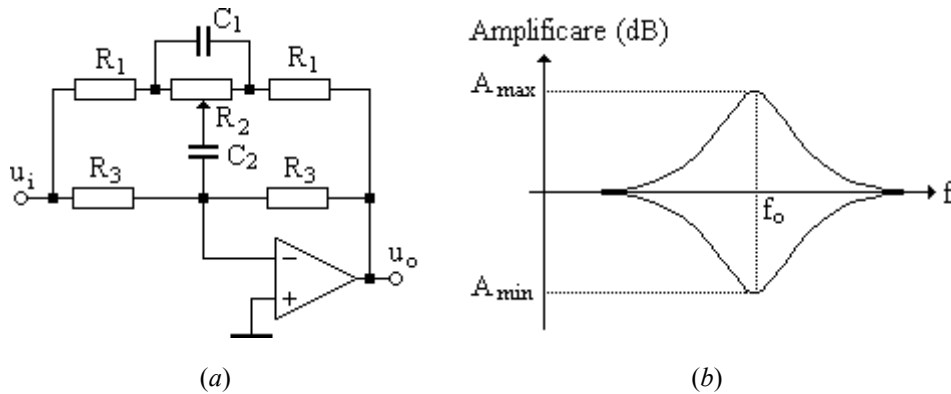 C1
R1
R1
R2
C2
ui
R3
R3
uo
−
+
(a)
Amplificare (dB)
Amax
fo
f
Amin
(b)